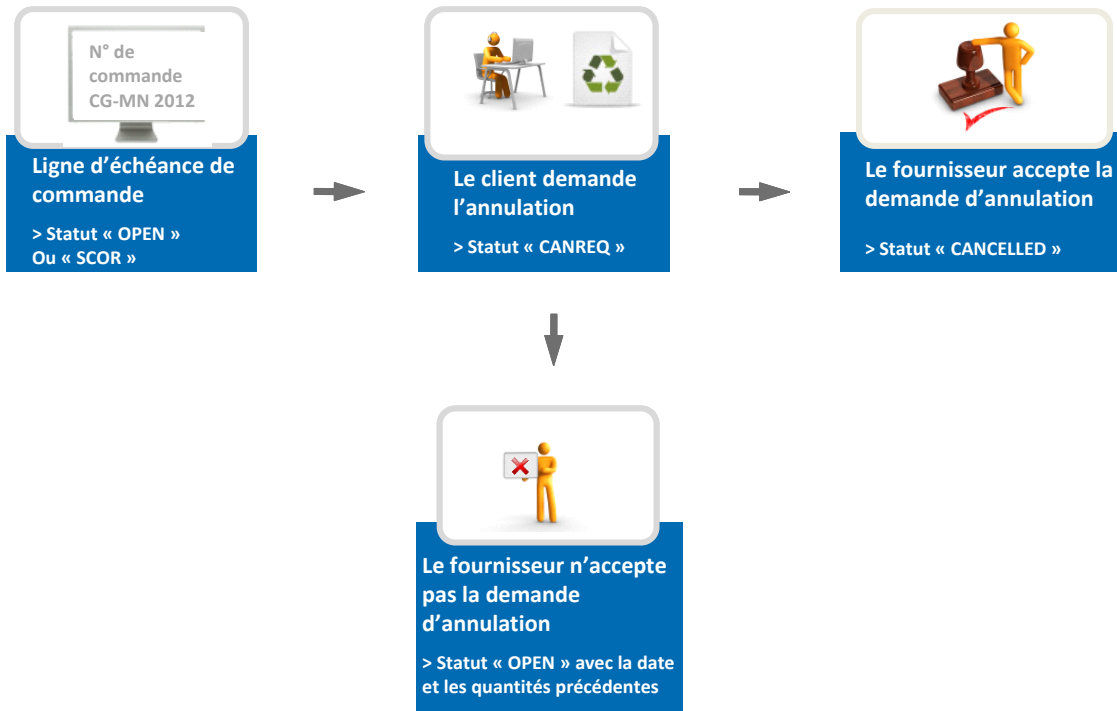 N° de
commande
CG-MN 2012
Ligne d’échéance de
commande
> Statut « OPEN »
Ou « SCOR »
Le client demande
l’annulation
> Statut « CANREQ »
Le fournisseur accepte la
demande d’annulation
> Statut « CANCELLED »
Le fournisseur n’accepte
pas la demande
d’annulation
> Statut « OPEN » avec la date
et les quantités précédentes